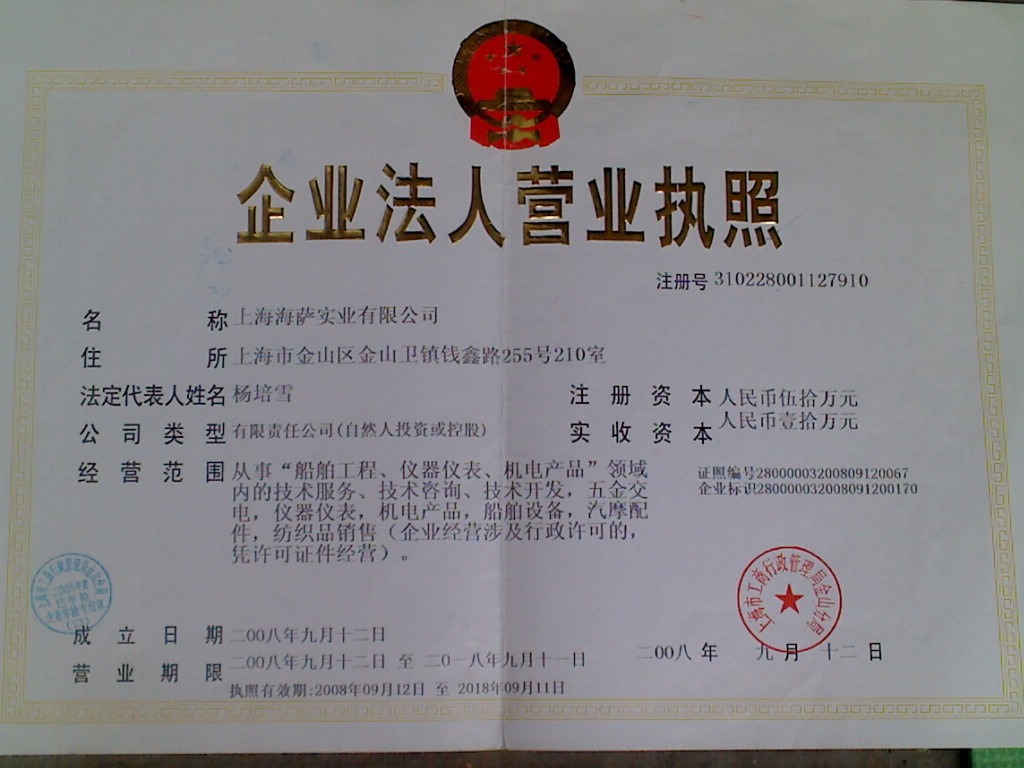 企业法人营业执照
注册号 310228001127910
名称 上海海萨实业有限公司
住所 上海市金山区金山卫镇钱鑫路255号210室
法定代表人姓名 杨培雪
注册资本 人民币伍拾万元
公司类型 有限责任公司(自然人投资或控股)
实收资本 人民币壹拾万元
经营范围 从事“船舶工程、仪器仪表、机电产品”领域
内的技术服务、技术咨询、技术开发，五金交
电，仪器仪表，机电产品，船舶设备，汽摩配
件，纺织品销售（企业经营涉及行政许可的，
凭许可证件经营）。
证照编号28000003200809120067
企业标识280000032008091200170
上海市工商行政管理局金山分局
成立日期 二〇〇八年九月十二日
营业期限 二〇〇八年九月十二日 至 二〇一八年九月十一日
执照有效期:2008年09月12日 至 2018年09月11日
二〇〇八 年 九 月 十二 日